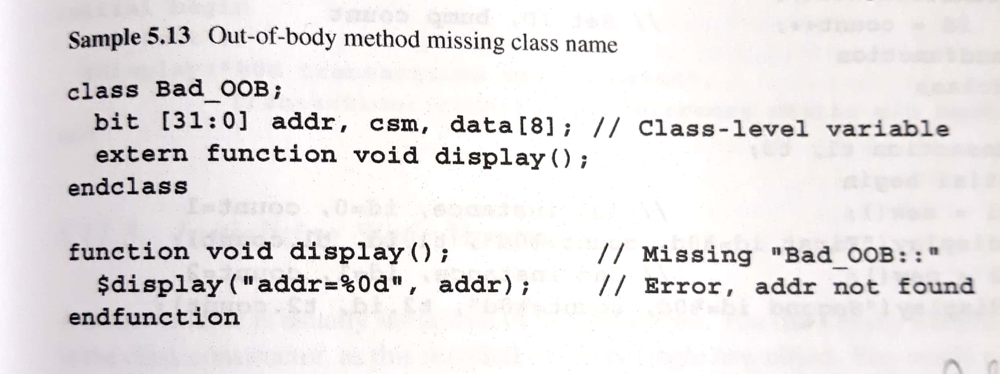 Sample 5.13 Out-of-body method missing class name
class Bad_OOB;
bit [31:0] addr, csm, data[8]; // Class-level variable
extern function void display();
endclass
function void display(); // Missing "Bad_OOB::"
$display("addr=%0d", addr); // Error, addr not found
endfunction